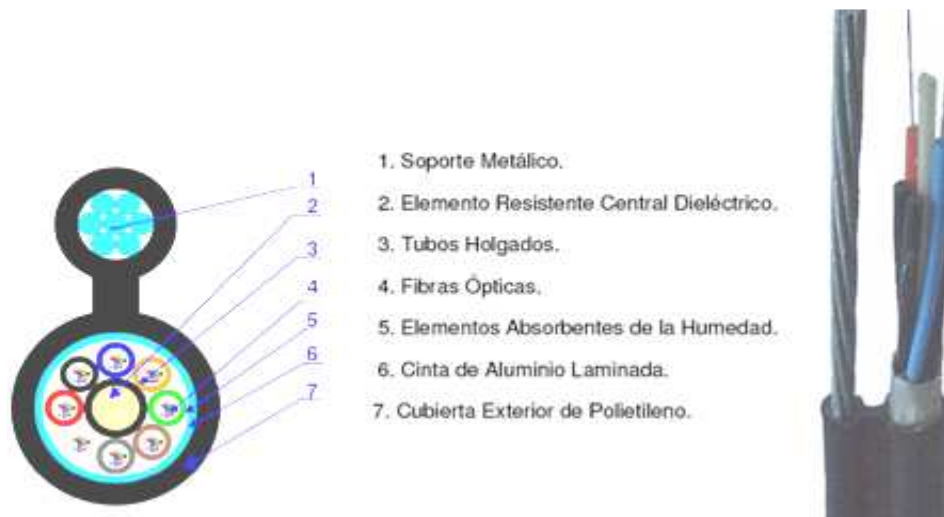 1
2
3
4
5
6
7
1. Soporte Metálico.
2. Elemento Resistente Central Dieléctrico.
3. Tubos Holgados.
4. Fibras Ópticas.
5. Elementos Absorbentes de la Humedad.
6. Cinta de Aluminio Laminada.
7. Cubierta Exterior de Polietileno.